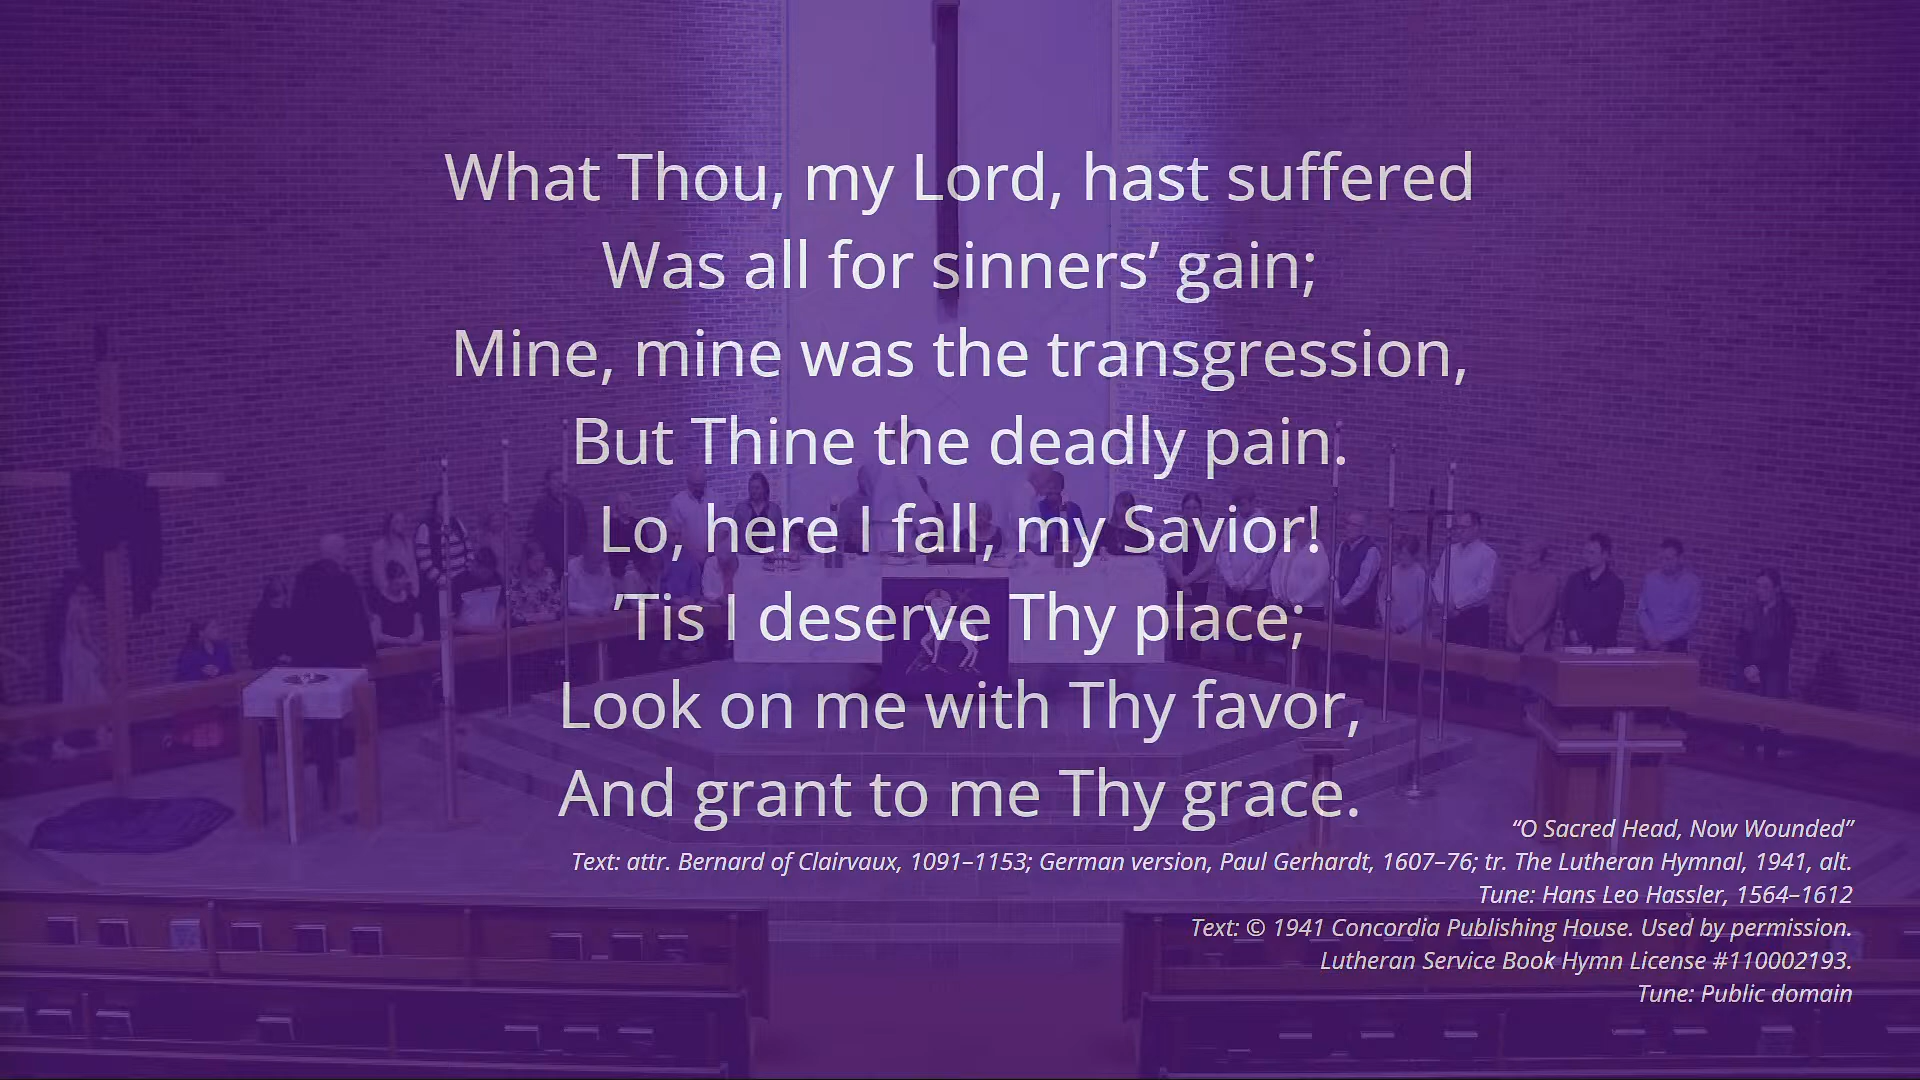 What Thou, my Lord, hast suffered
Was all for sinners’ gain;
Mine, mine was the transgression,
But Thine the deadly pain.
Lo, here I fall, my Savior!
’Tis I deserve Thy place;
Look on me with Thy favor,
And grant to me Thy grace.
“O Sacred Head, Now Wounded”
Text: attr. Bernard of Clairvaux, 1091–1153; German version, Paul Gerhardt, 1607–76; tr. The Lutheran Hymnal, 1941, alt.
Tune: Hans Leo Hassler, 1564–1612
Text: © 1941 Concordia Publishing House. Used by permission.
Lutheran Service Book Hymn License #110002193.
Tune: Public domain